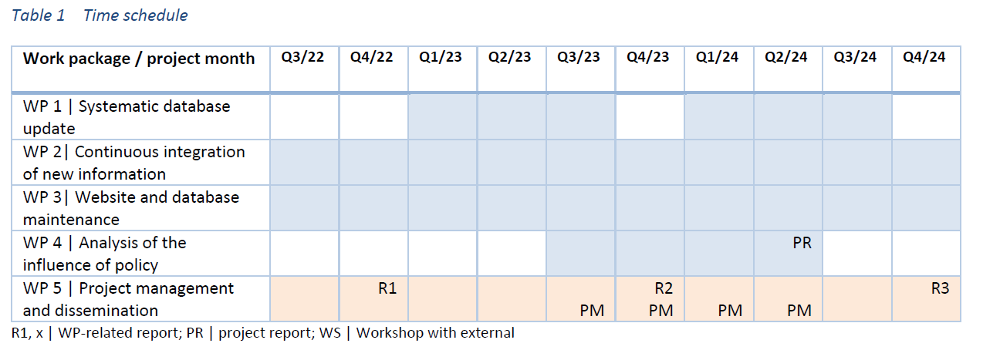 Table 1 Time schedule
Work package / project month Q3/22 Q4/22 Q1/23 Q2/23 Q3/23 Q4/23 Q1/24 Q2/24 Q3/24 Q4/24
WP 1 | Systematic database
update
WP 2| Continuous integration
of new information
WP 3| Website and database
maintenance
WP 4 | Analysis of the PR
influence of policy
WP 5 | Project management R1 R2 R3
and dissemination PM PM PM PM
R1, x | WP-related report; PR | project report; WS | Workshop with external